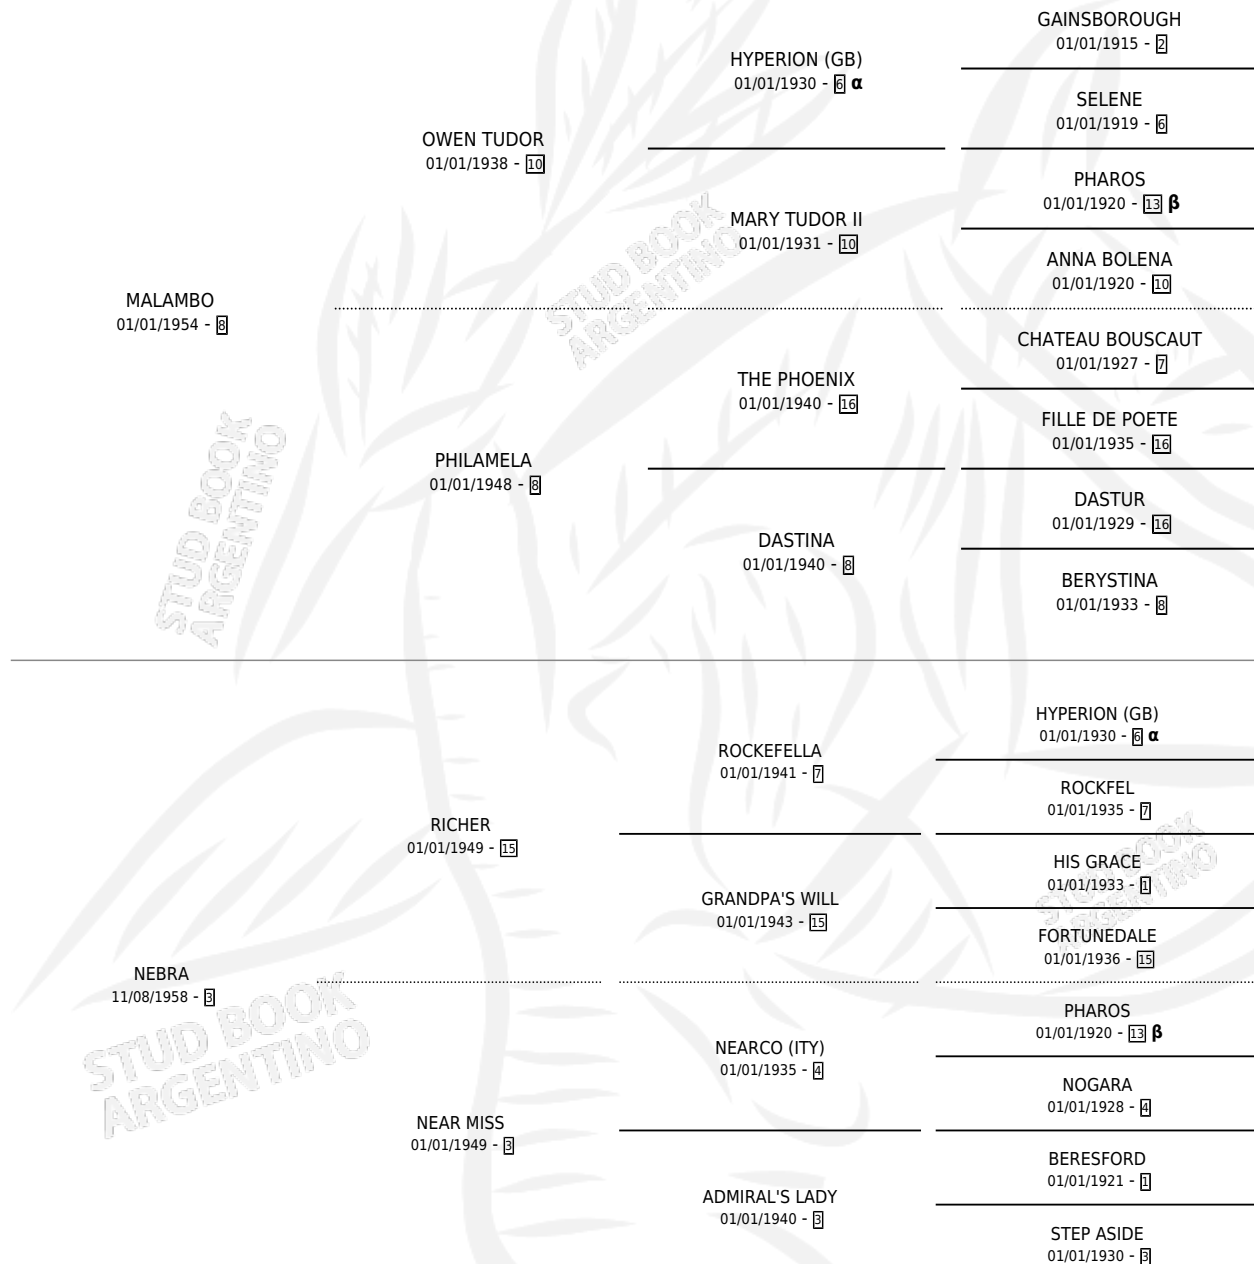 GAINSBOROUGH
01/01/1915 - 2
HYPERION (GB)
01/01/1930 - 6 α
SELENE
01/01/1919 - 6
OWEN TUDOR
01/01/1938 - 10
PHAROS
01/01/1920 - 13 β
MARY TUDOR II
01/01/1931 - 10
ANNA BOLENA
01/01/1920 - 10
MALAMBO
01/01/1954 - 8
CHATEAU BOUSCAUT
01/01/1927 - 7
THE PHOENIX
01/01/1940 - 16
FILLE DE POETE
01/01/1935 - 16
PHILAMELA
01/01/1948 - 8
DASTUR
01/01/1929 - 16
DASTINA
01/01/1940 - 8
BERYSTINA
01/01/1933 - 8
HYPERION (GB)
01/01/1930 - 6 α
ROCKEFELLA
01/01/1941 - 7
ROCKFEL
01/01/1935 - 7
RICHER
01/01/1949 - 15
HIS GRACE
01/01/1933 - 1
GRANDPA'S WILL
01/01/1943 - 15
FORTUNEDALE
01/01/1936 - 15
NEBRA
11/08/1958 - 3
PHAROS
01/01/1920 - 13 β
NEARCO (ITY)
01/01/1935 - 4
NOGARA
01/01/1928 - 4
NEAR MISS
01/01/1949 - 3
BERESFORD
01/01/1921 - 1
ADMIRAL'S LADY
01/01/1940 - 3
STEP ASIDE
01/01/1930 - 3
STUD BOOK
ARGENTINO
STUD BOOK
ARGENTINO
STUD BOOK
ARGENTINO
STUD BOOK
ARGENTINO